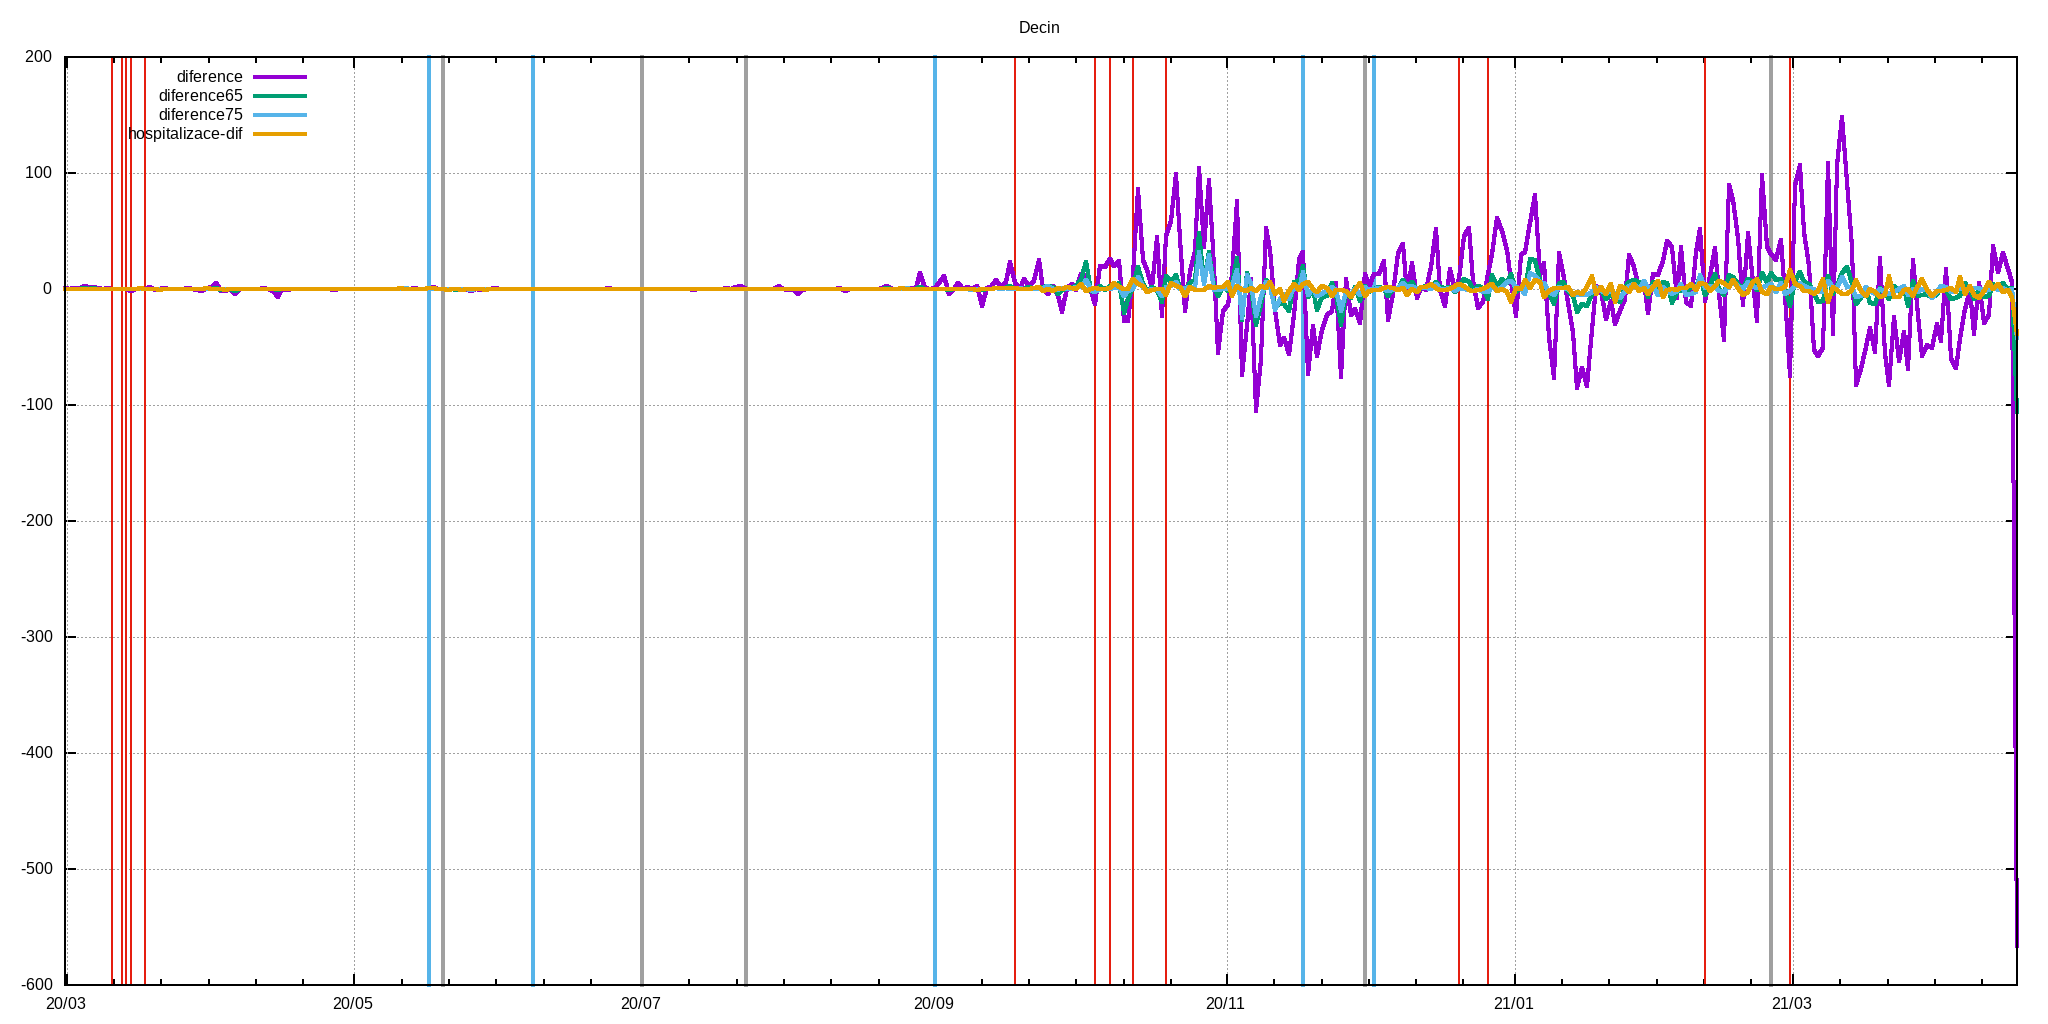 Decin
200
diference
diference65
diference75
hospitalizace-dif
100
0
-100
-200
-300
-400
-500
-600
20/03 20/05 20/07 20/09 20/11 21/01 21/03